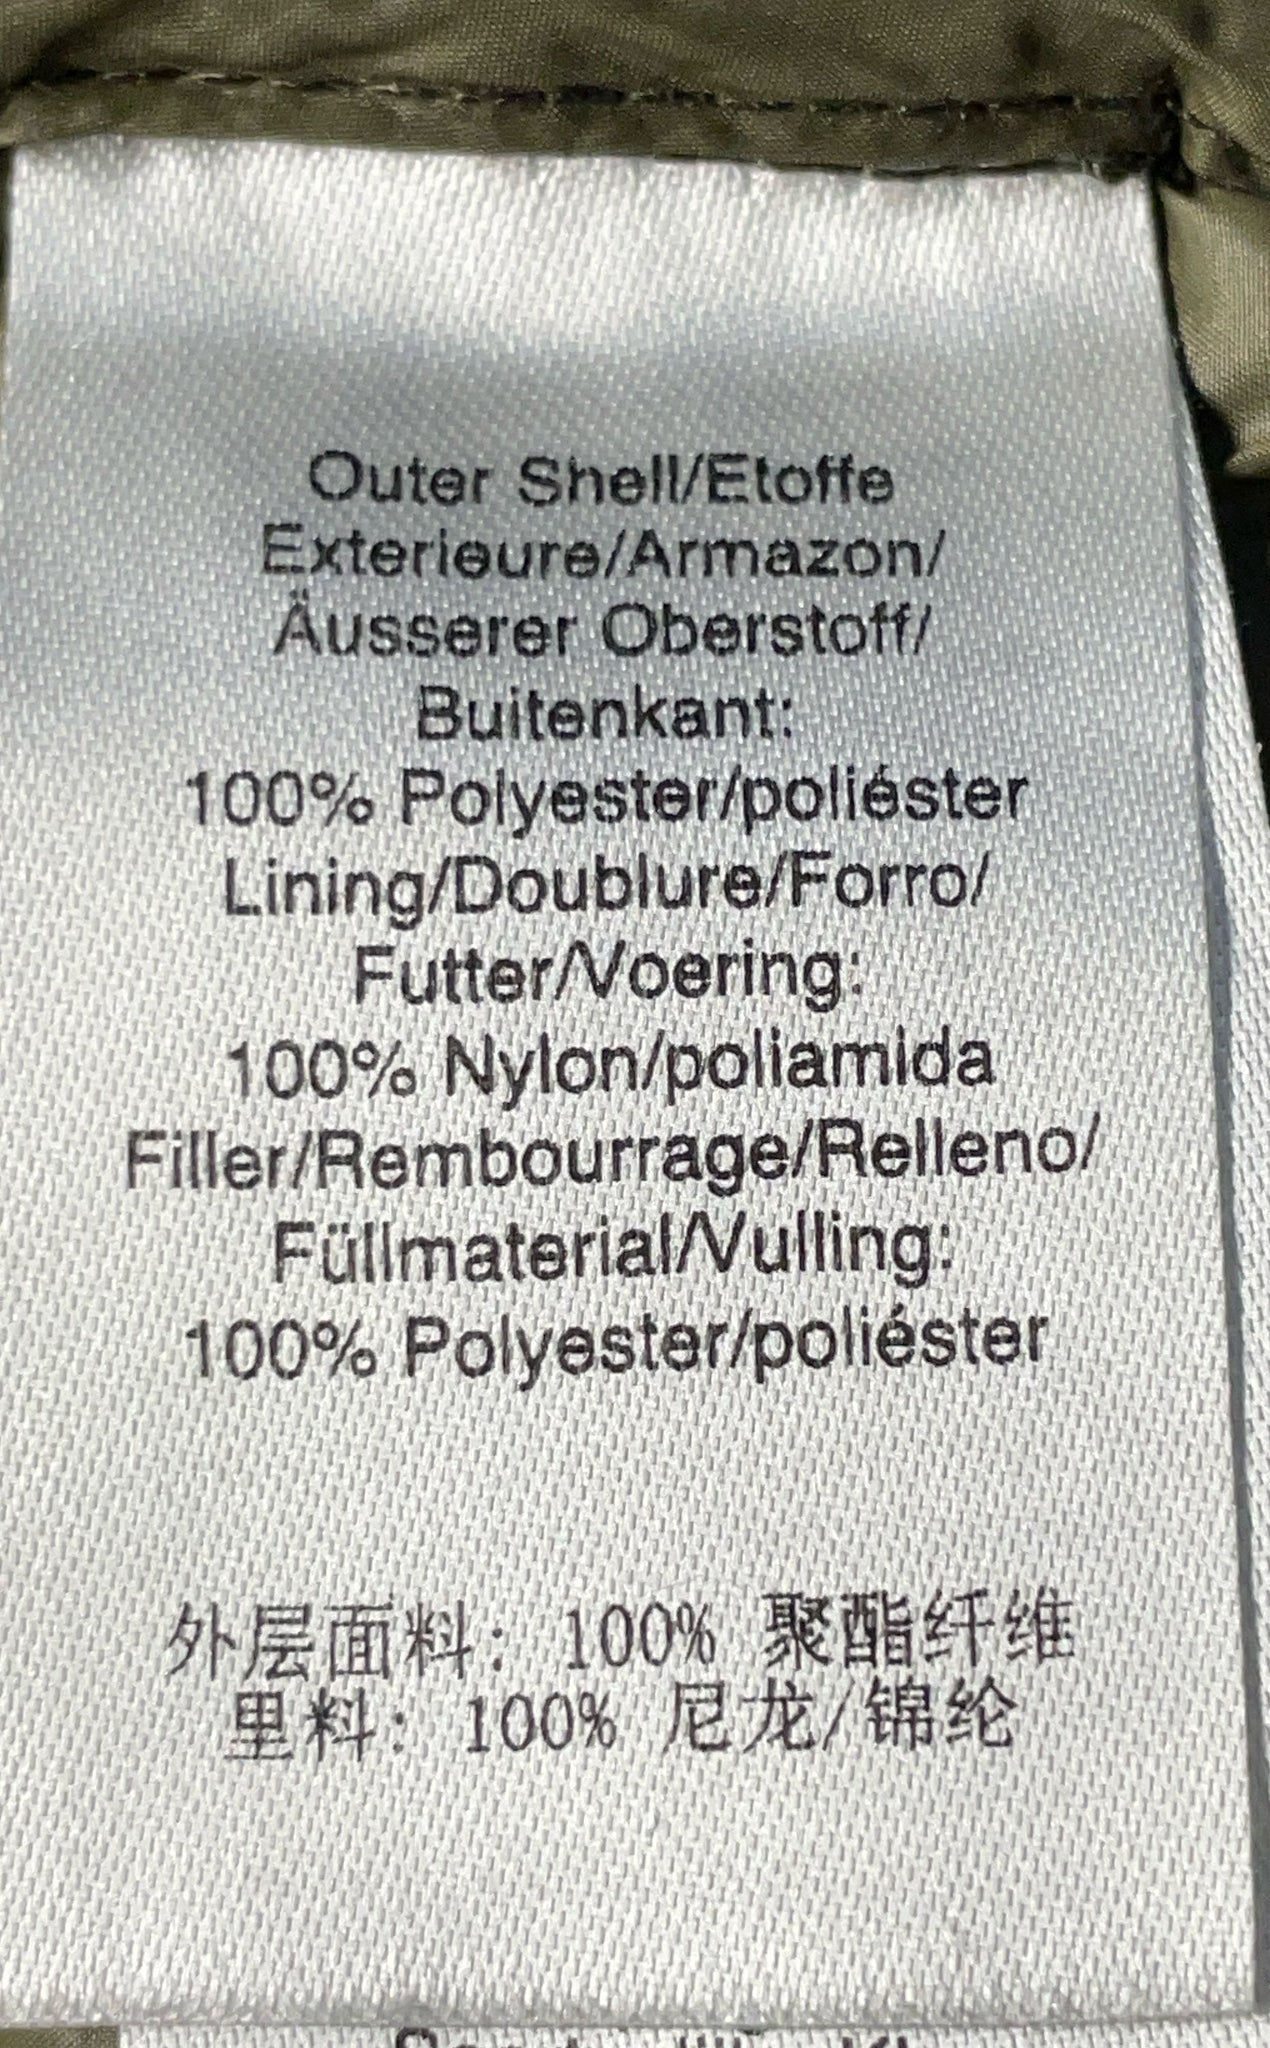 Outer Shell/Etoffe
Exterieure/Armazon/
Äusserer Oberstoff/
Buitenkant:
100% Polyester/poliéster
Lining/Doublure/Forro/
Futter/Voering:
100% Nylon/poliamida
Filler/Rembourrage/Relleno/
Füllmaterial/Vulling:
100% Polyester/poliéster
外层面料: 100% 聚酯纤维
里料: 100% 尼龙/锦纶